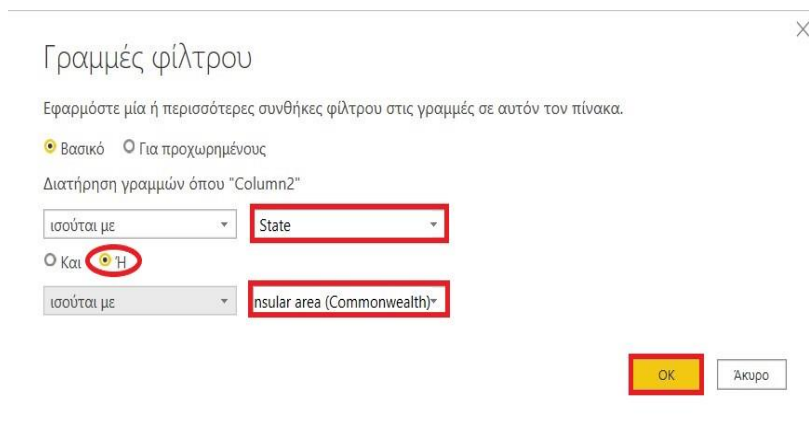 Γραμμές φίλτρου
Εφαρμόστε μία ή περισσότερες συνθήκες φίλτρου στις γραμμές σε αυτόν τον πίνακα.
Βασικό Για προχωρημένους
Διατήρηση γραμμών όπου "Column2"
ισούται με State
Και Ή
ισούται με nsular area (Commonwealth)
OK Άκυρο